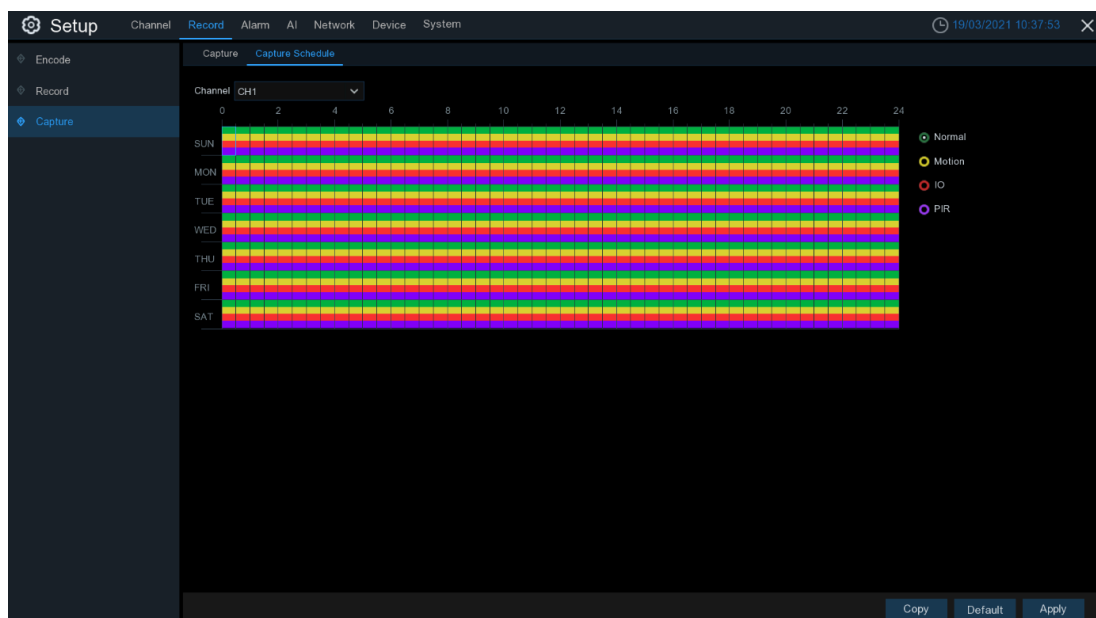 Setup Channel Record Alarm AI Network Device System 19/03/2021 10:37:53
Encode
Record
Capture
Capture Capture Schedule
Channel CH1
0 2 4 6 8 10 12 14 16 18 20 22 24
SUN
MON
TUE
WED
THU
FRI
SAT
Normal
Motion
IO
PIR
Copy Default Apply